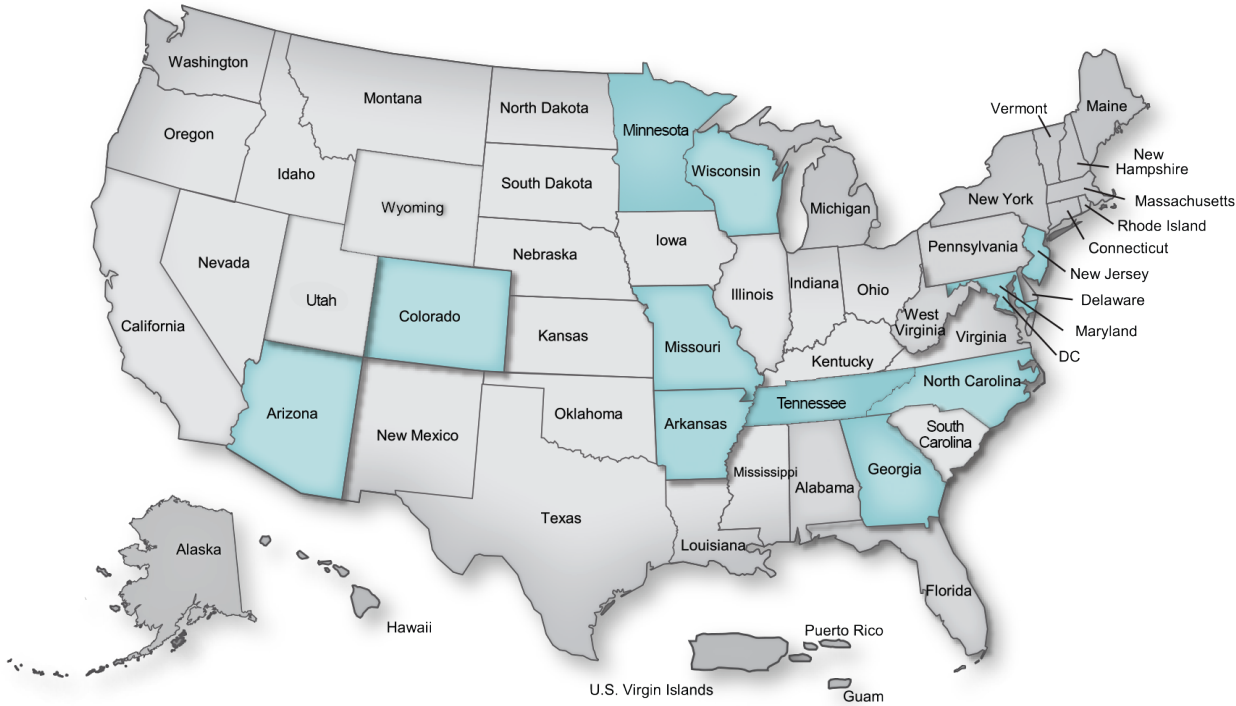 Washington
Montana
North Dakota
Minnesota
Vermont
Maine
Oregon
Idaho
South Dakota
Wisconsin
New
Hampshire
Wyoming
Michigan
New York
Massachusetts
Rhode Island
Connecticut
Nevada
Nebraska
Iowa
Pennsylvania
New Jersey
Utah
Colorado
Illinois
Indiana
Ohio
Delaware
California
Kansas
Missouri
West
Virginia
Virginia
Maryland
DC
Kentucky
Arizona
New Mexico
Oklahoma
Arkansas
Tennessee
North Carolina
South
Carolina
Mississippi
Alabama
Georgia
Texas
Louisiana
Alaska
Florida
Hawaii
Puerto Rico
U.S. Virgin Islands
Guam